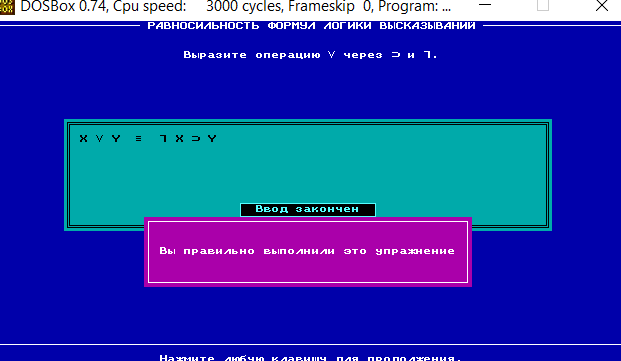 DOSBox 0.74, Cpu speed: 3000 cycles, Frameskip 0, Program: ...
РАВНОСИЛЬНОСТЬ ФОРМУЛ ЛОГИКИ ВЫСКАЗЫВАНИЙ
Выразите операцию ∨ через ⊃ и ꓶ.
X ∨ Y ≡ ꓶ X ⊃ Y
Ввод закончен
Вы правильно выполнили это упражнение
Нажмите любую клавишу для продолжения.